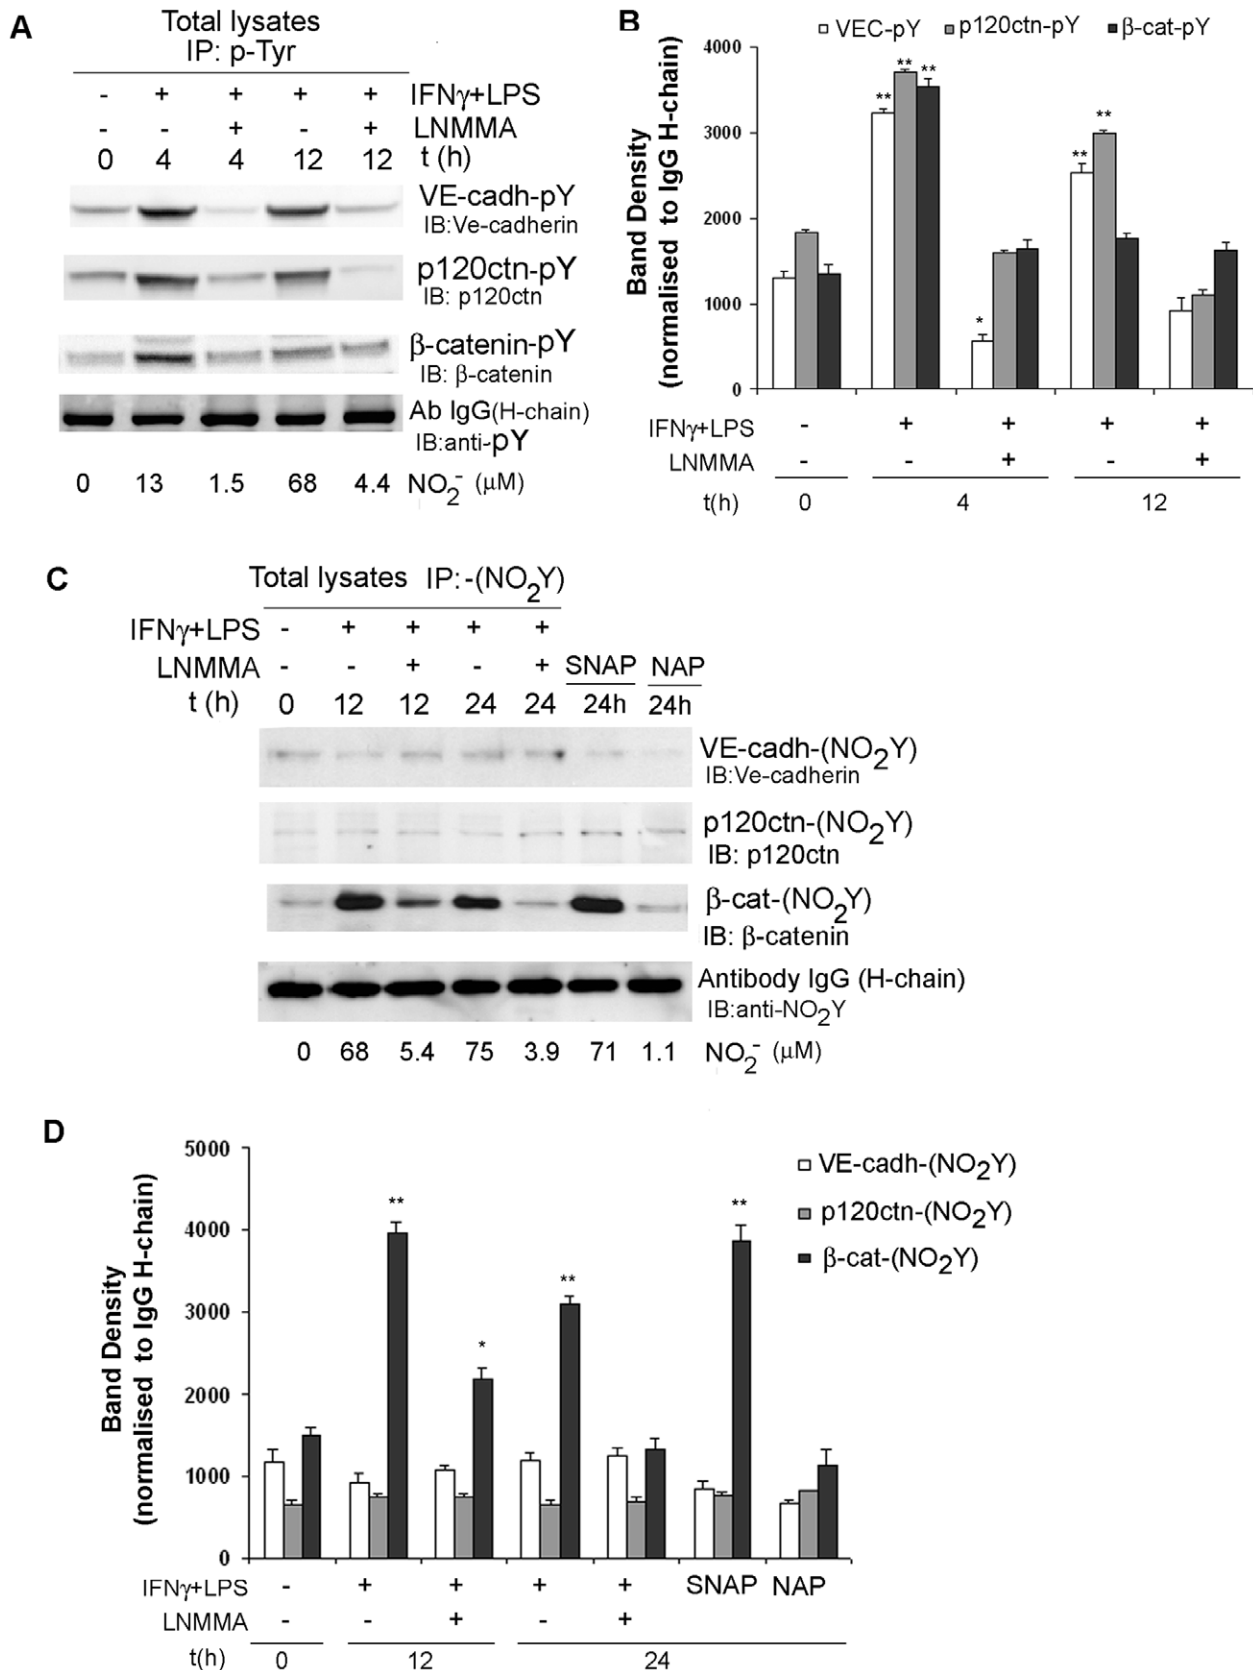 A
Total lysates
IP: p-Tyr
- + + + + IFNγ+LPS
- - + - + LNMMA
0 4 4 12 12 t (h)
VE-cadh-pY
IB:Ve-cadherin
p120ctn-pY
IB: p120ctn
β-catenin-pY
IB: β-catenin
Ab IgG(H-chain)
IB:anti-pY
0 13 1.5 68 4.4 NO₂⁻ (μM)
B
VEC-pY p120ctn-pY β-cat-pY
Band Density
(normalised to IgG H-chain)
4000
3000
2000
1000
0
** ** **
*
** **
IFNγ+LPS - + + + +
LNMMA - - + - +
t(h) 0 4 12
C
Total lysates IP:-(NO₂Y)
IFNγ+LPS - + + + +
LNMMA - - + - + SNAP NAP
t (h) 0 12 12 24 24 24h 24h
VE-cadh-(NO₂Y)
IB:Ve-cadherin
p120ctn-(NO₂Y)
IB: p120ctn
β-cat-(NO₂Y)
IB: β-catenin
Antibody IgG (H-chain)
IB:anti-NO₂Y
0 68 5.4 75 3.9 71 1.1 NO₂⁻ (μM)
D
Band Density
(normalised to IgG H-chain)
5000
4000
3000
2000
1000
0
VE-cadh-(NO₂Y)
p120ctn-(NO₂Y)
β-cat-(NO₂Y)
** * ** **
IFNγ+LPS - + + + + SNAP NAP
LNMMA - - + - +
t(h) 0 12 24